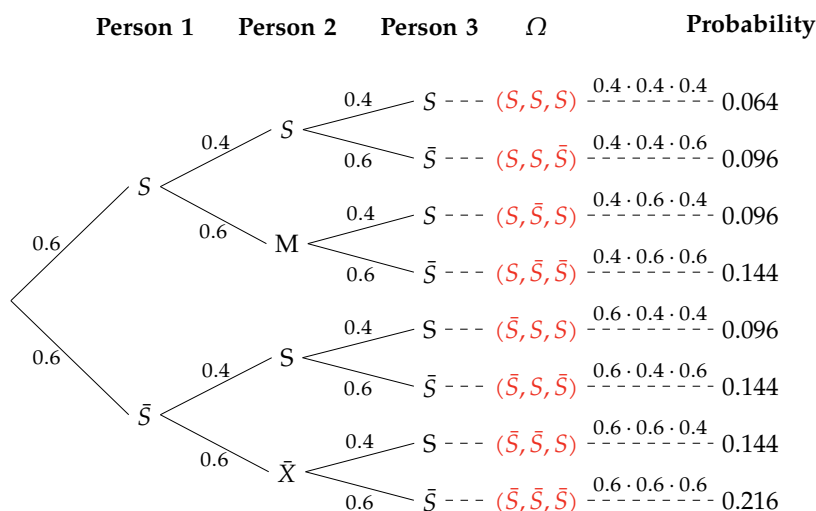 Person 1 Person 2 Person 3 Ω Probability
0.4 S (S, S, S) 0.4 · 0.4 · 0.4 0.064
0.4 S
0.6 S̄ (S, S, S̄) 0.4 · 0.4 · 0.6 0.096
0.6 S
0.4 S (S, S̄, S) 0.4 · 0.6 · 0.4 0.096
0.6 M
0.6 S̄ (S, S̄, S̄) 0.4 · 0.6 · 0.6 0.144
0.4 S (S̄, S, S) 0.6 · 0.4 · 0.4 0.096
0.4 S
0.6 S̄ (S̄, S, S̄) 0.6 · 0.4 · 0.6 0.144
0.6 S̄
0.4 S (S̄, S̄, S) 0.6 · 0.6 · 0.4 0.144
0.6 X̄
0.6 S̄ (S̄, S̄, S̄) 0.6 · 0.6 · 0.6 0.216